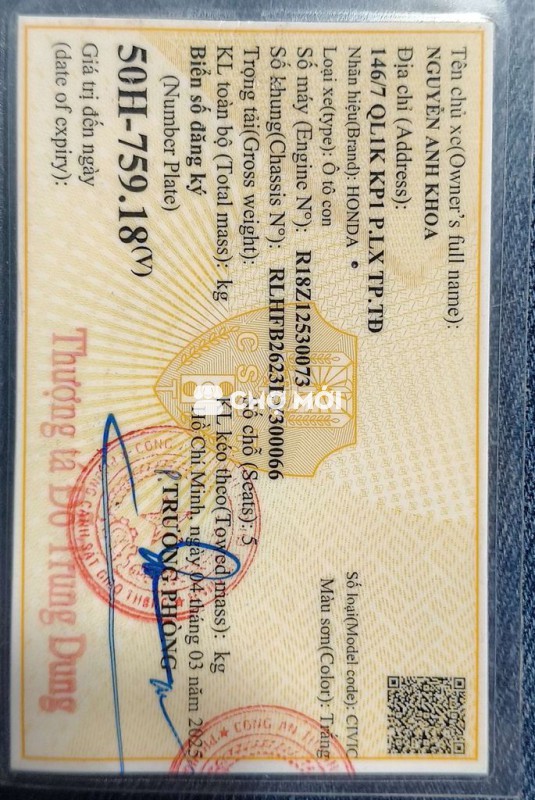 Tên chủ xe(Owner's full name):
NGUYỄN ANH KHOA
Địa chỉ (Address):
146/7 QL1K KP1 P.LX TP.TĐ
Nhãn hiệu(Brand): HONDA
Số loại(Model code): CIVIC
Loại xe(type): Ô tô con
Màu sơn(Color): Trắng
Số máy (Engine N°): R18Z12530073
Số khung(Chassis N°): RLHFB2623 300066
Trọng tải(Gross weight):
Số chỗ (Seats): 5
KL toàn bộ (Total mass): kg
KL kéo theo(Towed mass): kg
Biển số đăng ký
(Number Plate)
Hồ Chí Minh, ngày 04 tháng 03 năm 2025
50H-759.18(V)
TRƯỞNG PHÒNG
Giá trị đến ngày
(date of expiry):
Thượng tá Đỗ Trung Dung
CHỢ MỚI